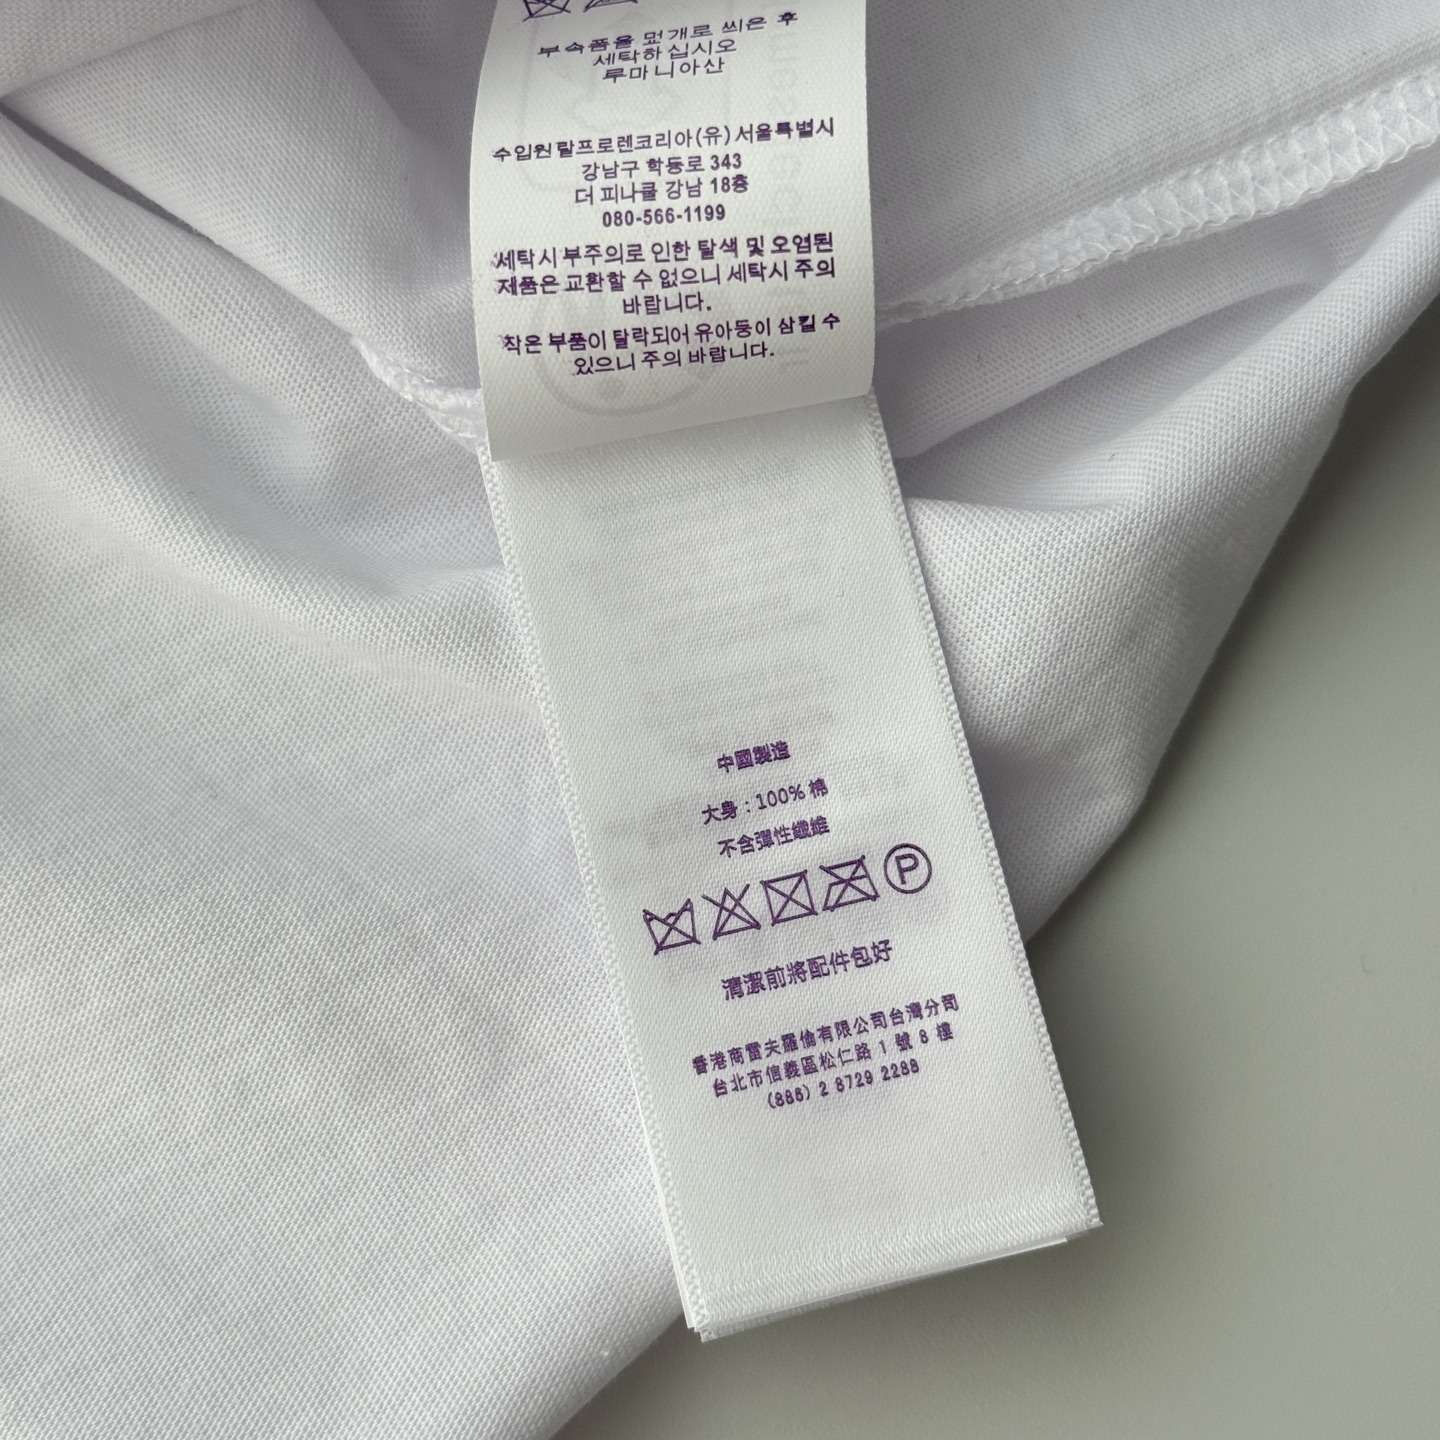 부속품을 덮개로 씌은 후
세탁하 십시오
루마니아산
수입원 랄프로렌코리아(유) 서울특별시
강남구 학동로 343
더 피나클 강남 18층
080-566-1199
세탁시 부주의로 인한 탈색 및 오염된
제품은 교환할 수 없으니 세탁시 주의
바랍니다.
작은 부품이 탈락되어 유아등이 삼킬 수
있으니 주의 바랍니다.
中國製造
大身：100% 棉
不含彈性纖維
P
清潔前將配件包好
香港商雷夫羅倫有限公司台灣分司
台北市信義區松仁路 1 號 8 樓
(886) 2 8729 2288